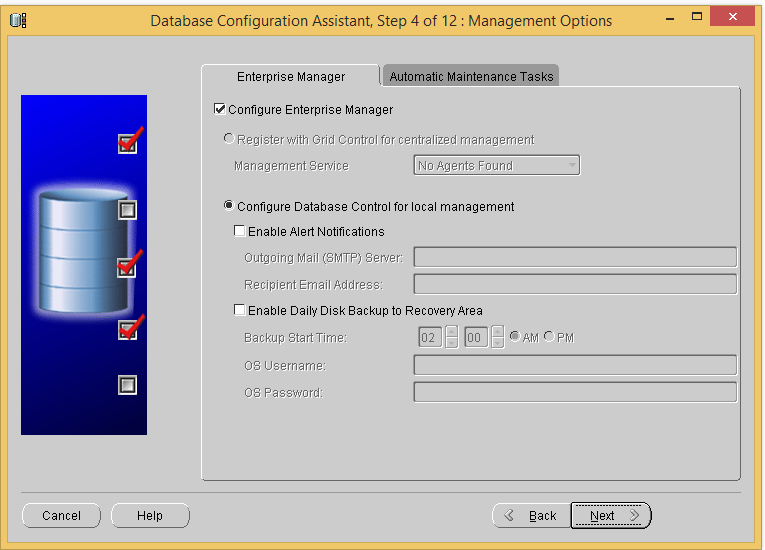 Database Configuration Assistant, Step 4 of 12 : Management Options
Enterprise Manager
Automatic Maintenance Tasks
Configure Enterprise Manager
Register with Grid Control for centralized management
Management Service
No Agents Found
Configure Database Control for local management
Enable Alert Notifications
Outgoing Mail (SMTP) Server:
Recipient Email Address:
Enable Daily Disk Backup to Recovery Area
Backup Start Time: 02 00 AM PM
OS Username:
OS Password:
Cancel Help Back Next